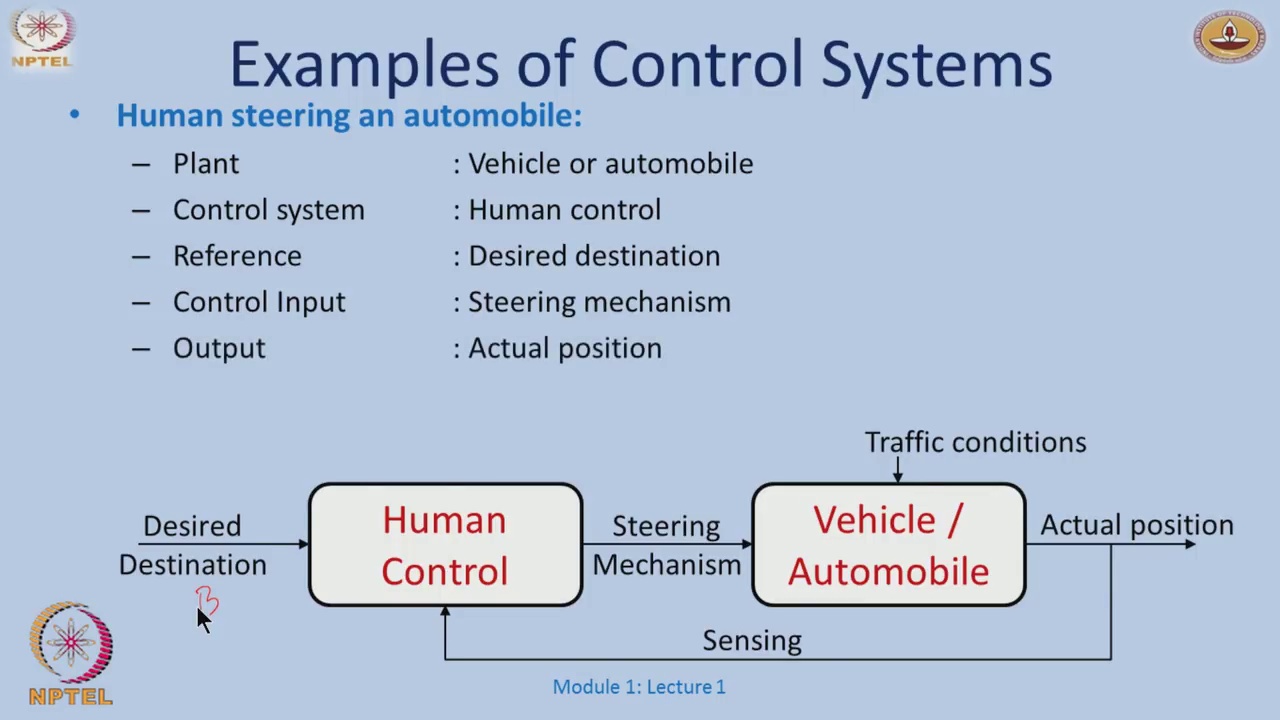 NPTEL
Examples of Control Systems
• Human steering an automobile:
– Plant : Vehicle or automobile
– Control system : Human control
– Reference : Desired destination
– Control Input : Steering mechanism
– Output : Actual position
Traffic conditions
Desired
Destination
B
Human
Control
Steering
Mechanism
Vehicle /
Automobile
Actual position
Sensing
NPTEL
Module 1: Lecture 1